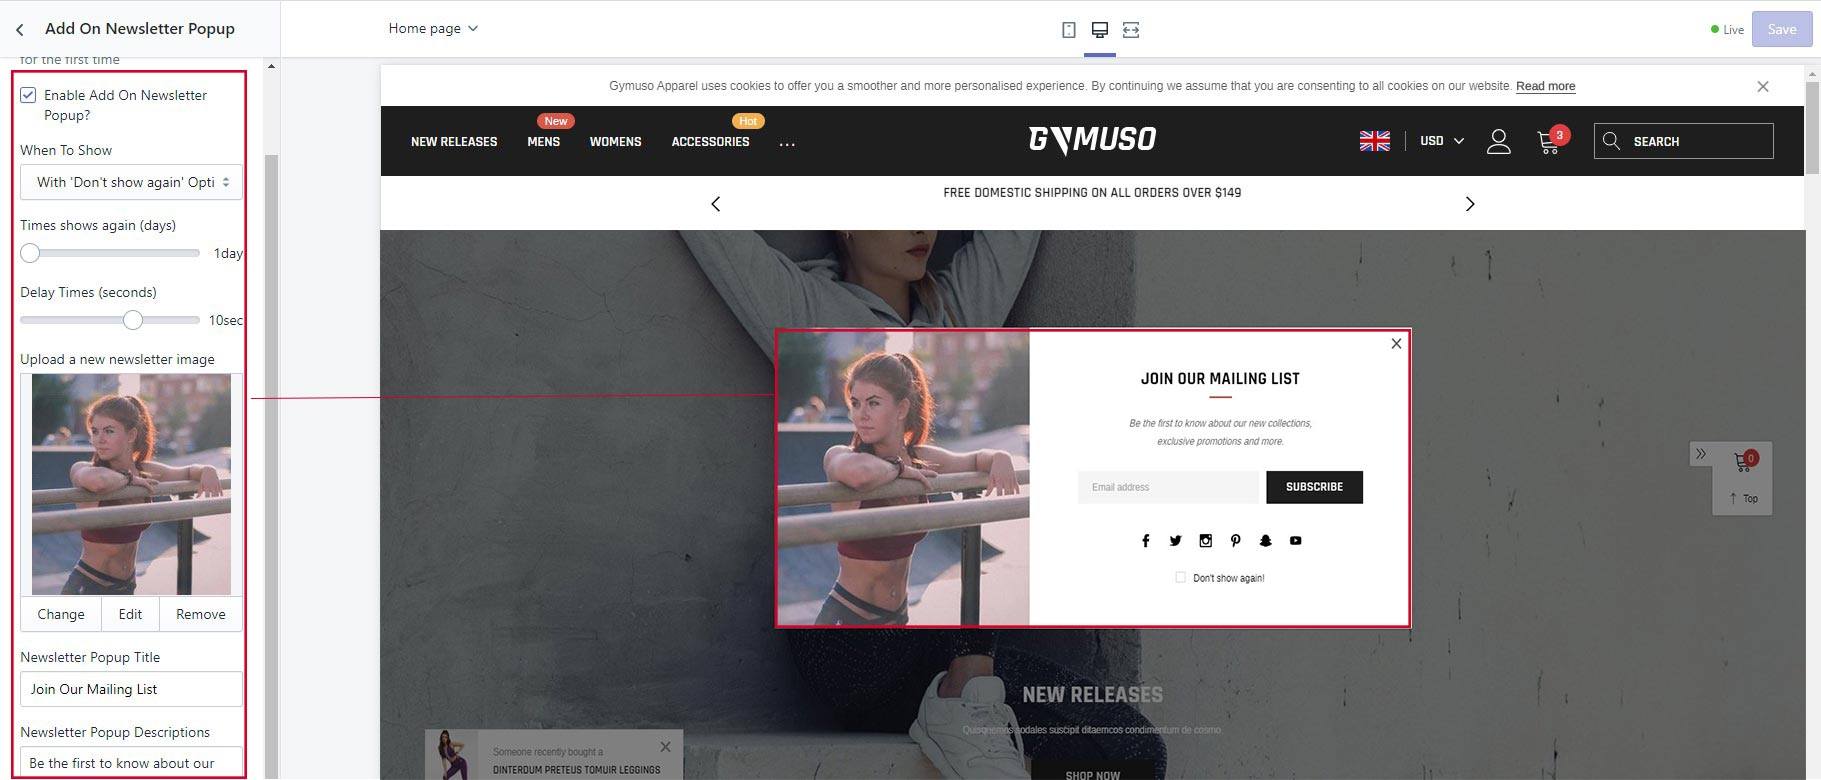 Add On Newsletter Popup
for the first time
Enable Add On Newsletter
Popup?
When To Show
With 'Don't show again' Opti
Times shows again (days)
1day
Delay Times (seconds)
10sec
Upload a new newsletter image
Change Edit Remove
Newsletter Popup Title
Join Our Mailing List
Newsletter Popup Descriptions
Be the first to know about our
Home page
Live
Save
Gymuso Apparel uses cookies to offer you a smoother and more personalised experience. By continuing we assume that you are consenting to all cookies on our website. Read more
New
Hot
NEW RELEASES MENS WOMENS ACCESSORIES ...
GYMUSO
USD
3
SEARCH
FREE DOMESTIC SHIPPING ON ALL ORDERS OVER $149
JOIN OUR MAILING LIST
Be the first to know about our new collections,
exclusive promotions and more.
Email address
SUBSCRIBE
Don't show again!
0
Top
NEW RELEASES
Quisquemos sodales suscipit ditaemcos condimentum de cosmo.
SHOP NOW
Someone recently bought a
DINTERDUM PRETEUS TOMUIR LEGGINGS